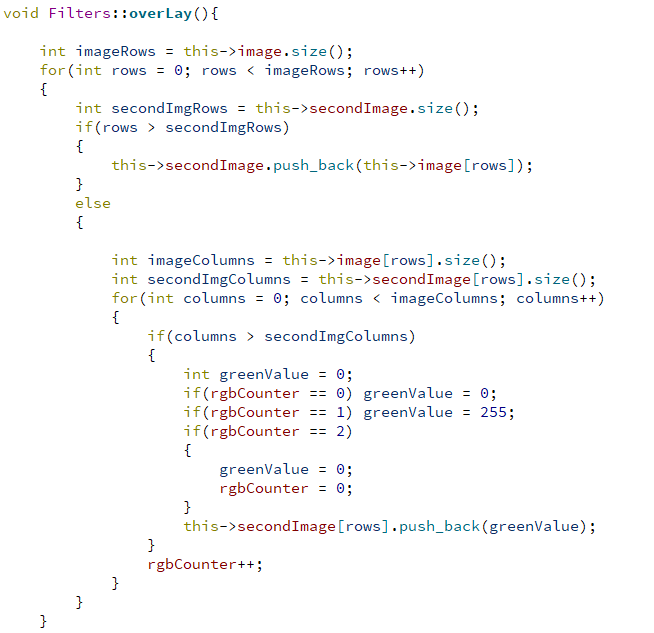 void Filters::overLay(){
int imageRows = this->image.size();
for(int rows = 0; rows < imageRows; rows++)
{
int secondImgRows = this->secondImage.size();
if(rows > secondImgRows)
{
this->secondImage.push_back(this->image[rows]);
}
else
{
int imageColumns = this->image[rows].size();
int secondImgColumns = this->secondImage[rows].size();
for(int columns = 0; columns < imageColumns; columns++)
{
if(columns > secondImgColumns)
{
int greenValue = 0;
if(rgbCounter == 0) greenValue = 0;
if(rgbCounter == 1) greenValue = 255;
if(rgbCounter == 2)
{
greenValue = 0;
rgbCounter = 0;
}
this->secondImage[rows].push_back(greenValue);
}
rgbCounter++;
}
}
}